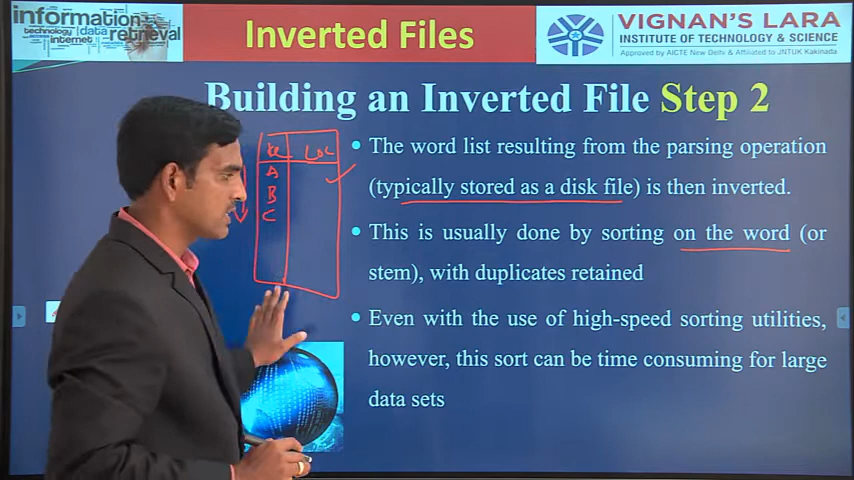 information
technology data
internet retrieval
Inverted Files
VIGNAN'S LARA
INSTITUTE OF TECHNOLOGY & SCIENCE
Approved by AICTE New Delhi & Affiliated to JNTUK Kakinada
Building an Inverted File Step 2
• The word list resulting from the parsing operation
(typically stored as a disk file) is then inverted.
• This is usually done by sorting on the word (or
stem), with duplicates retained
• Even with the use of high-speed sorting utilities,
however, this sort can be time consuming for large
data sets
Loc
A
B
C